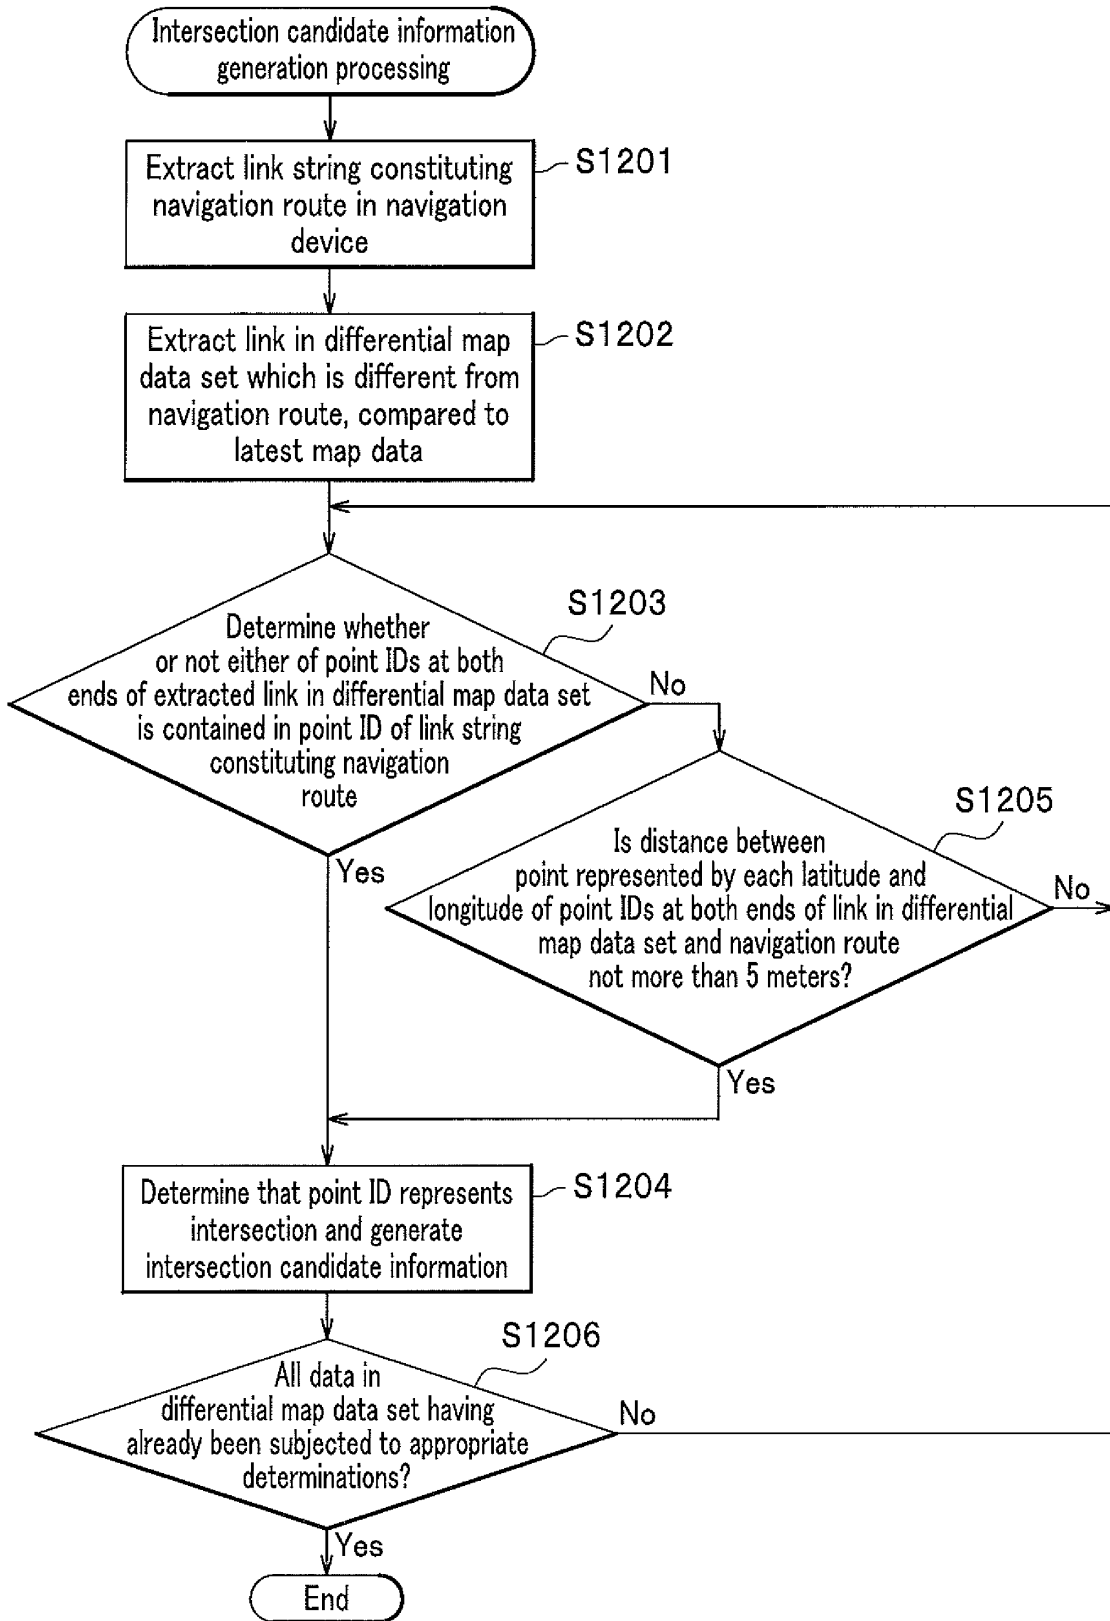 Intersection candidate information
generation processing
S1201
Extract link string constituting
navigation route in navigation
device
S1202
Extract link in differential map
data set which is different from
navigation route, compared to
latest map data
S1203
Determine whether
or not either of point IDs at both
ends of extracted link in differential map data set
is contained in point ID of link string
constituting navigation
route
No
Yes
S1205
Is distance between
point represented by each latitude and
longitude of point IDs at both ends of link in differential
map data set and navigation route
not more than 5 meters?
No
Yes
S1204
Determine that point ID represents
intersection and generate
intersection candidate information
S1206
All data in
differential map data set having
already been subjected to appropriate
determinations?
No
Yes
End